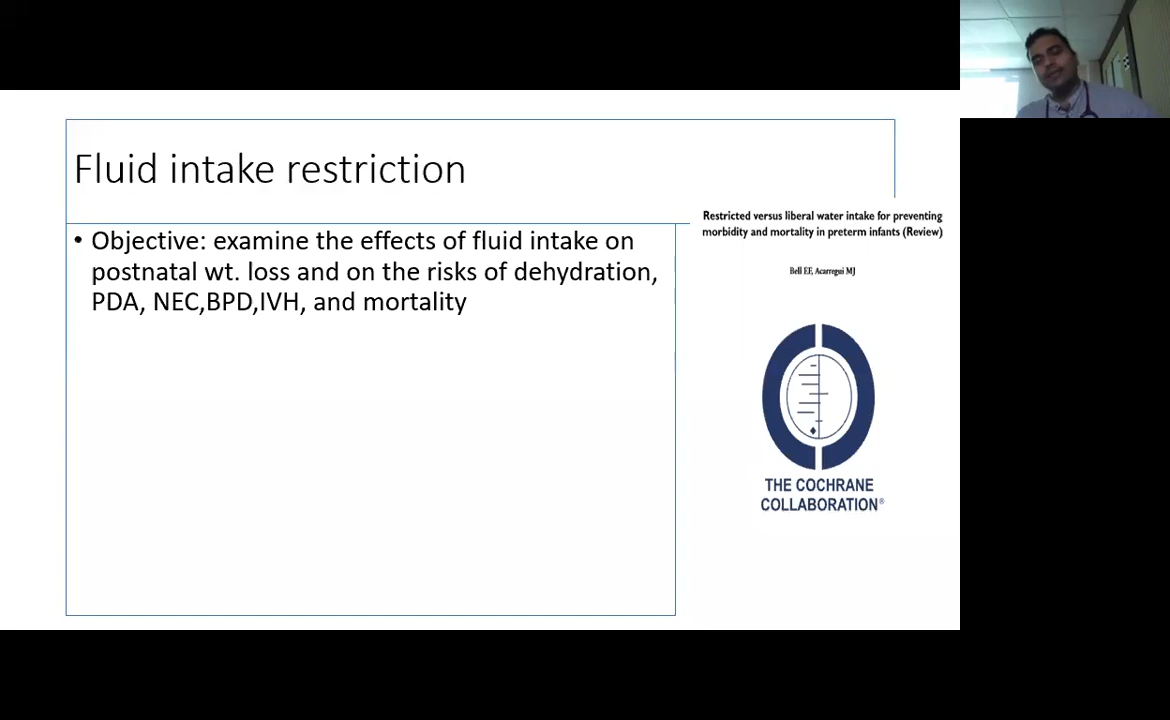 Fluid intake restriction
• Objective: examine the effects of fluid intake on
postnatal wt. loss and on the risks of dehydration,
PDA, NEC,BPD,IVH, and mortality
Restricted versus liberal water intake for preventing
morbidity and mortality in preterm infants (Review)
Bell EF, Acarregui MJ
THE COCHRANE
COLLABORATION®